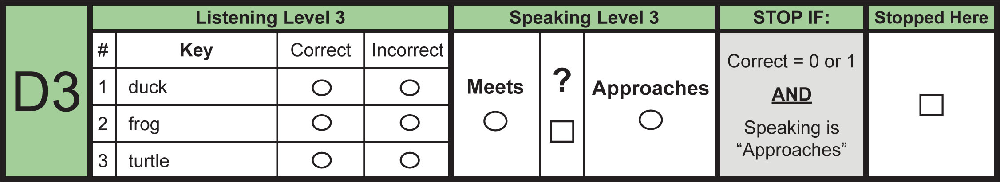 D3
Listening Level 3
# Key Correct Incorrect
1 duck
2 frog
3 turtle
Speaking Level 3
Meets
?
Approaches
STOP IF:
Correct = 0 or 1
AND
Speaking is
“Approaches”
Stopped Here